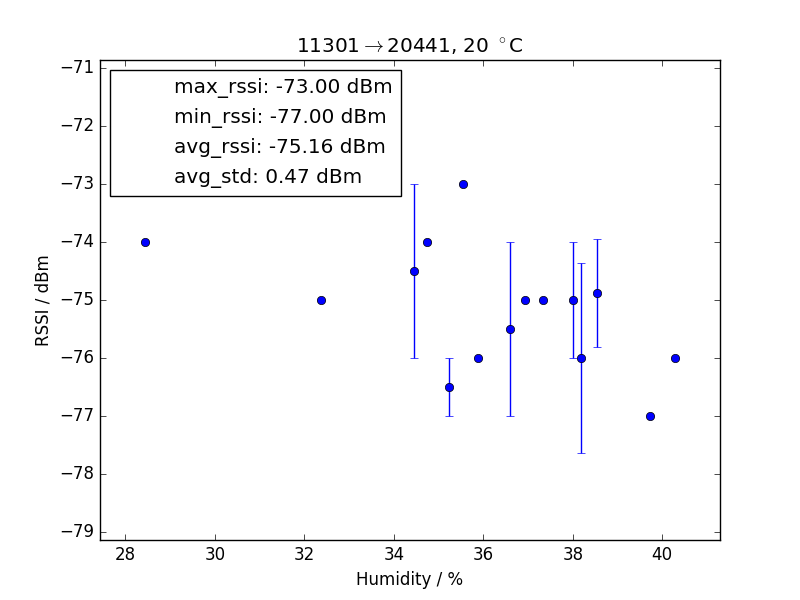 11301→20441, 20 °C
max_rssi: -73.00 dBm
min_rssi: -77.00 dBm
avg_rssi: -75.16 dBm
avg_std: 0.47 dBm
RSSI / dBm
−71
−72
−73
−74
−75
−76
−77
−78
−79
28 30 32 34 36 38 40
Humidity / %